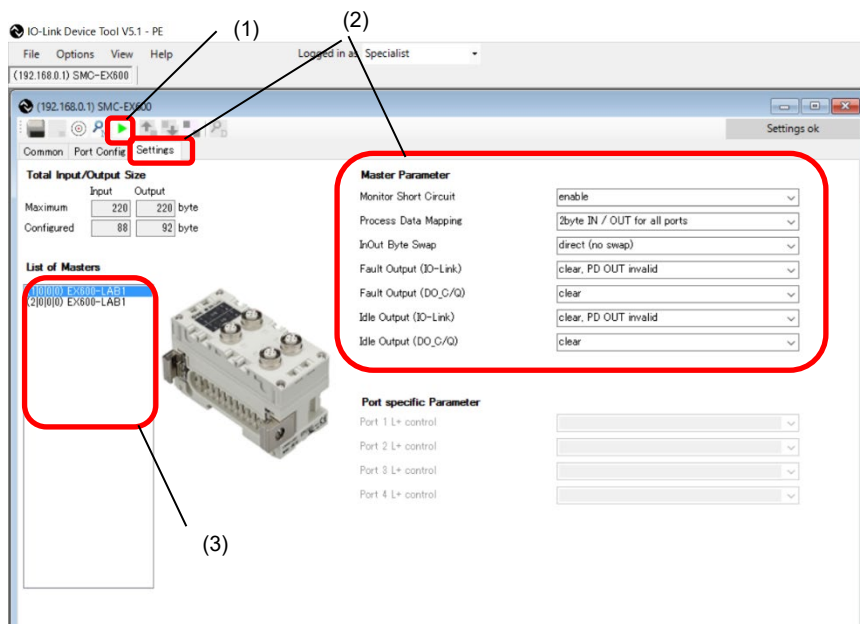 (1)
(2)
IO-Link Device Tool V5.1 - PE
File Options View Help Logged in as Specialist
(192.168.0.1) SMC-EX600
(192.168.0.1) SMC-EX600
Settings ok
Common Port Config Settings
Total Input/Output Size
Input Output
Maximum 220 220 byte
Configured 88 92 byte
List of Masters
(1|0|0|0) EX600-LAB1
(2|0|0|0) EX600-LAB1
Master Parameter
Monitor Short Circuit enable
Process Data Mapping 2byte IN / OUT for all ports
InOut Byte Swap direct (no swap)
Fault Output (IO-Link) clear, PD OUT invalid
Fault Output (DO_C/Q) clear
Idle Output (IO-Link) clear, PD OUT invalid
Idle Output (DO_C/Q) clear
Port specific Parameter
Port 1 L+ control
Port 2 L+ control
Port 3 L+ control
Port 4 L+ control
(3)